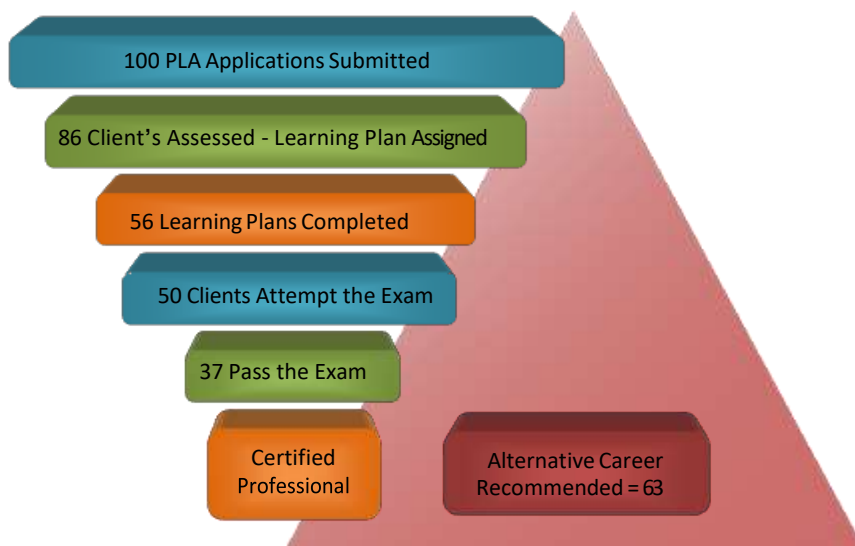 100 PLA Applications Submitted
86 Client’s Assessed - Learning Plan Assigned
56 Learning Plans Completed
50 Clients Attempt the Exam
37 Pass the Exam
Certified
Professional
Alternative Career
Recommended = 63